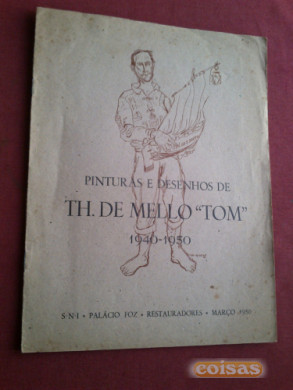 PINTURAS E DESENHOS DE
TH. DE MELLO "TOM"
1940-1950
S·N·I • PALÁCIO FOZ • RESTAURADORES • MARÇO 1950
coisas